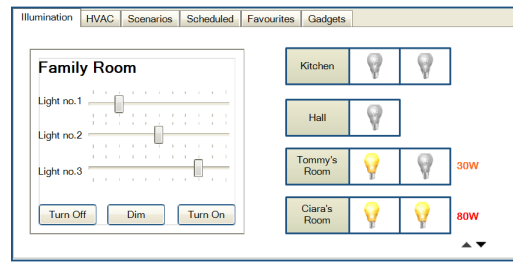 Illumination HVAC Scenarios Scheduled Favourites Gadgets
Family Room
Light no.1
Light no.2
Light no.3
Turn Off Dim Turn On
Kitchen
Hall
Tommy's
Room
30W
Ciara's
Room
80W